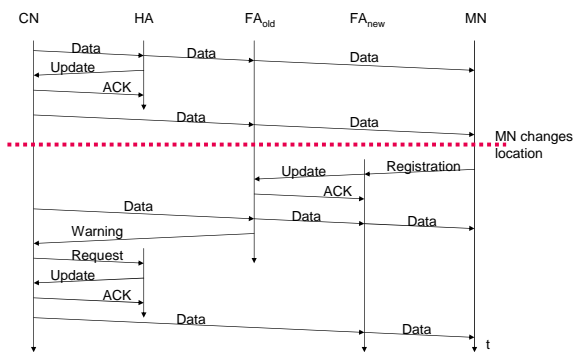 CN HA FAold FAnew MN
Data Data Data
Update
ACK
Data Data
MN changes
location
Update Registration
ACK
Data Data Data
Warning
Request
Update
ACK
Data Data
t